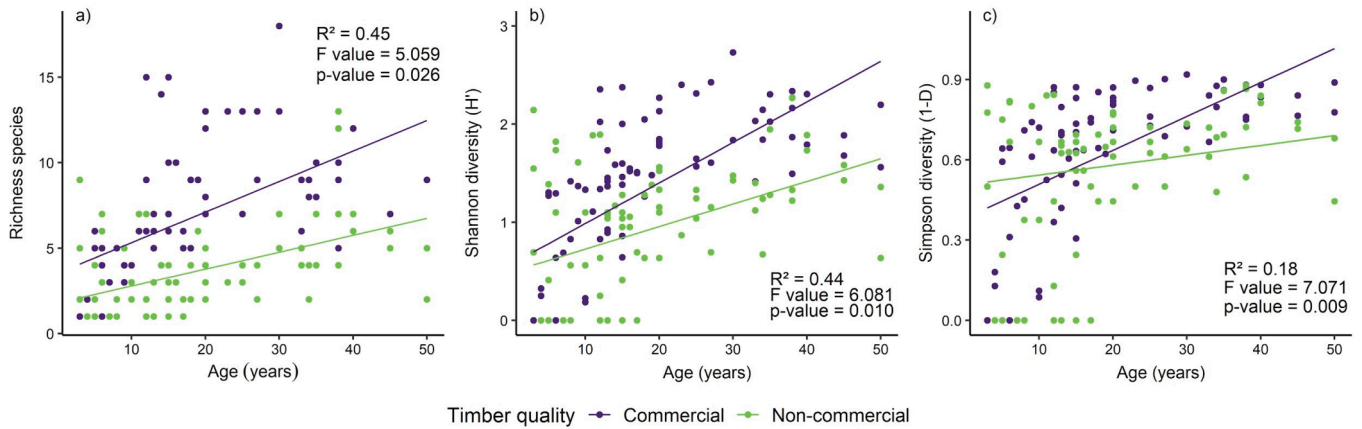 a)
R² = 0.45
F value = 5.059
p-value = 0.026
Richness species
15
10
5
0
10 20 30 40 50
Age (years)
b)
Shannon diversity (H')
3
2
1
0
R² = 0.44
F value = 6.081
p-value = 0.010
10 20 30 40 50
Age (years)
c)
Simpson diversity (1-D)
0.9
0.6
0.3
0.0
R² = 0.18
F value = 7.071
p-value = 0.009
10 20 30 40 50
Age (years)
Timber quality Commercial Non-commercial